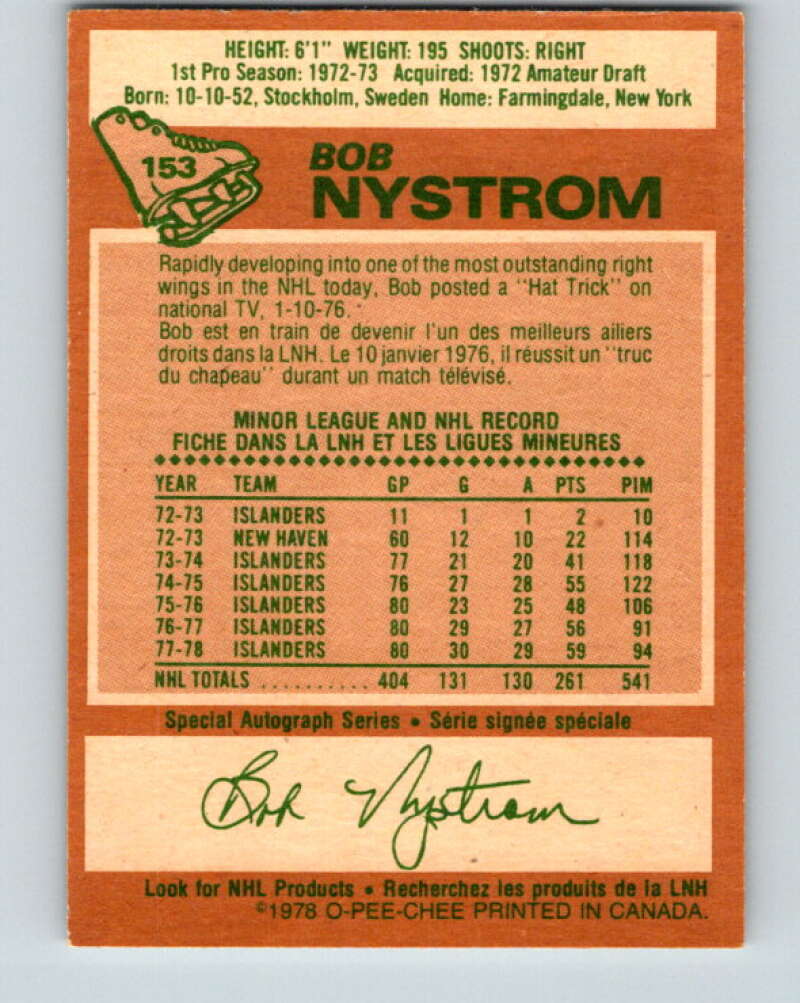 HEIGHT: 6'1" WEIGHT: 195 SHOOTS: RIGHT
1st Pro Season: 1972-73 Acquired: 1972 Amateur Draft
Born: 10-10-52, Stockholm, Sweden Home: Farmingdale, New York
153
BOB
NYSTROM
Rapidly developing into one of the most outstanding right
wings in the NHL today, Bob posted a "Hat Trick" on
national TV, 1-10-76.
Bob est en train de devenir l'un des meilleurs ailiers
droits dans la LNH. Le 10 janvier 1976, il réussit un "truc
du chapeau" durant un match télévisé.
MINOR LEAGUE AND NHL RECORD
FICHE DANS LA LNH ET LES LIGUES MINEURES
YEAR TEAM GP G A PTS PIM
72-73 ISLANDERS 11 1 1 2 10
72-73 NEW HAVEN 60 12 10 22 114
73-74 ISLANDERS 77 21 20 41 118
74-75 ISLANDERS 76 27 28 55 122
75-76 ISLANDERS 80 23 25 48 106
76-77 ISLANDERS 80 29 27 56 91
77-78 ISLANDERS 80 30 29 59 94
NHL TOTALS .......... 404 131 130 261 541
Special Autograph Series • Série signée spéciale
Bob Nystrom
Look for NHL Products • Recherchez les produits de la LNH
©1978 O-PEE-CHEE PRINTED IN CANADA.